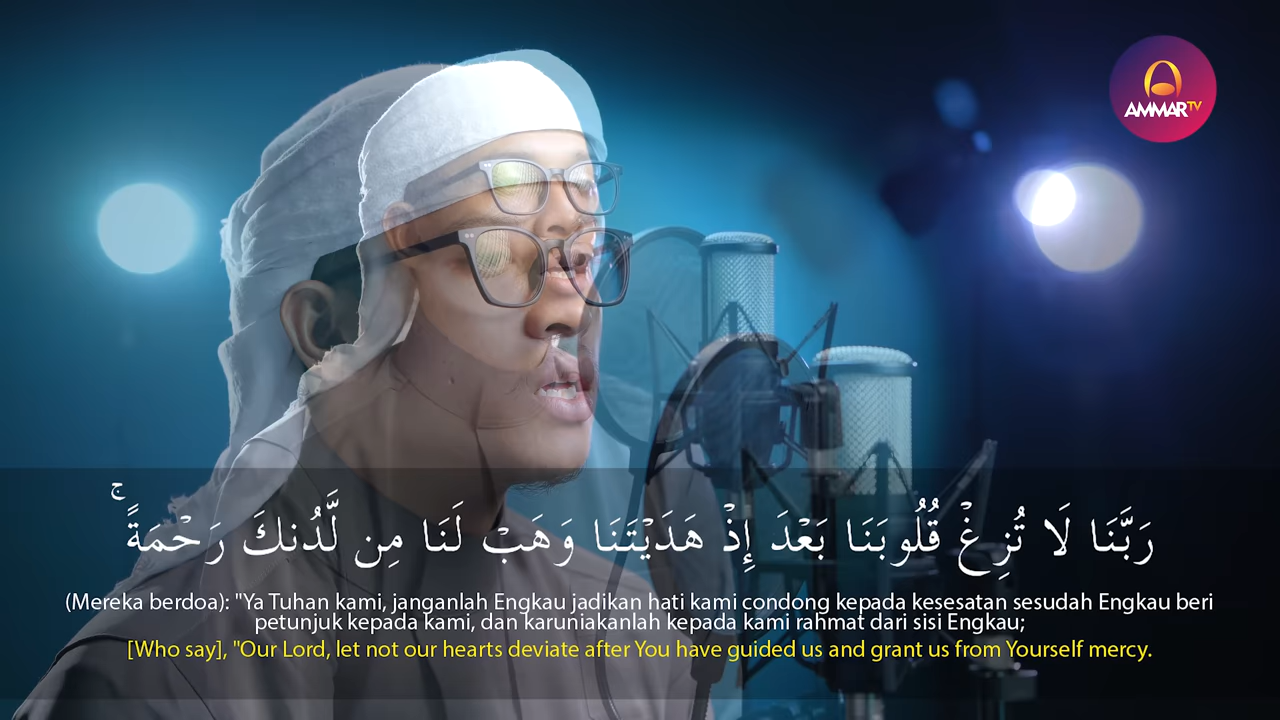 AMMARTV
رَبَّنَا لَا تُزِغْ قُلُوبَنَا بَعْدَ إِذْ هَدَيْتَنَا وَهَبْ لَنَا مِن لَّدُنكَ رَحْمَةً ۚ
(Mereka berdoa): "Ya Tuhan kami, janganlah Engkau jadikan hati kami condong kepada kesesatan sesudah Engkau beri
petunjuk kepada kami, dan karuniakanlah kepada kami rahmat dari sisi Engkau;
[Who say], "Our Lord, let not our hearts deviate after You have guided us and grant us from Yourself mercy.